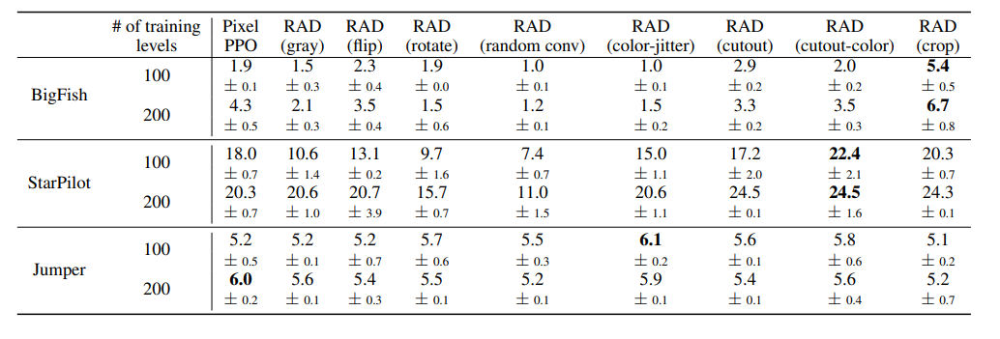 # of training Pixel RAD RAD RAD RAD RAD RAD RAD RAD
levels PPO (gray) (flip) (rotate) (random conv) (color-jitter) (cutout) (cutout-color) (crop)
BigFish 100 1.9 1.5 2.3 1.9 1.0 1.0 2.9 2.0 5.4
± 0.1 ± 0.3 ± 0.4 ± 0.0 ± 0.1 ± 0.1 ± 0.2 ± 0.2 ± 0.5
200 4.3 2.1 3.5 1.5 1.2 1.5 3.3 3.5 6.7
± 0.5 ± 0.3 ± 0.4 ± 0.6 ± 0.1 ± 0.2 ± 0.2 ± 0.3 ± 0.8
StarPilot 100 18.0 10.6 13.1 9.7 7.4 15.0 17.2 22.4 20.3
± 0.7 ± 1.4 ± 0.2 ± 1.6 ± 0.7 ± 1.1 ± 2.0 ± 2.1 ± 0.7
200 20.3 20.6 20.7 15.7 11.0 20.6 24.5 24.5 24.3
± 0.7 ± 1.0 ± 3.9 ± 0.7 ± 1.5 ± 1.1 ± 0.1 ± 1.6 ± 0.1
Jumper 100 5.2 5.2 5.2 5.7 5.5 6.1 5.6 5.8 5.1
± 0.5 ± 0.1 ± 0.7 ± 0.6 ± 0.3 ± 0.2 ± 0.1 ± 0.6 ± 0.2
200 6.0 5.6 5.4 5.5 5.2 5.9 5.4 5.6 5.2
± 0.2 ± 0.1 ± 0.3 ± 0.1 ± 0.1 ± 0.1 ± 0.1 ± 0.4 ± 0.7